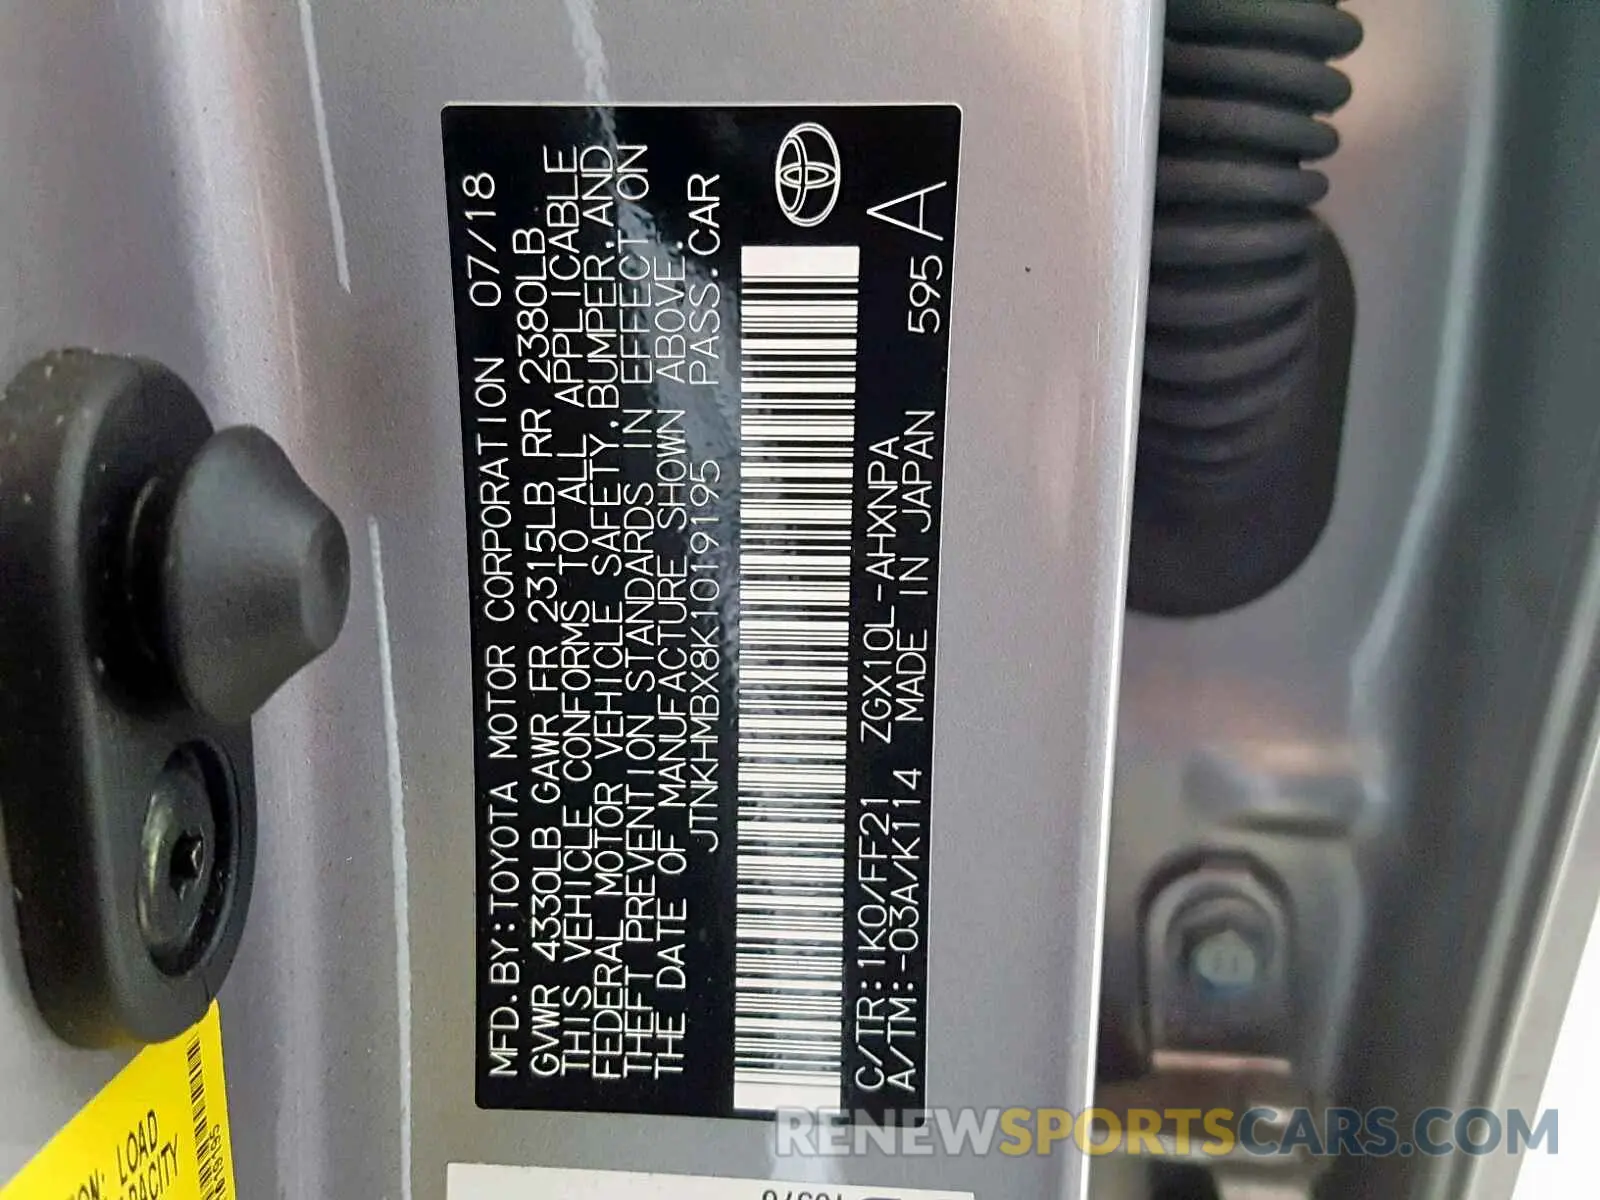 MFD.BY:TOYOTA MOTOR CORPORATION 07/18
GVWR 4330LB GAWR FR 2315LB RR 2380LB
THIS VEHICLE CONFORMS TO ALL APPLICABLE
FEDERAL MOTOR VEHICLE SAFETY,BUMPER,AND
THEFT PREVENTION STANDARDS IN EFFECT ON
THE DATE OF MANUFACTURE SHOWN ABOVE.
JTNKHMBX8K1019195 PASS.CAR
C/TR:1K0/FF21 ZGX10L-AHXNPA
A/TM:-03A/K114 MADE IN JAPAN 595 A
LOAD
RENEWSPORTSCARS.COM